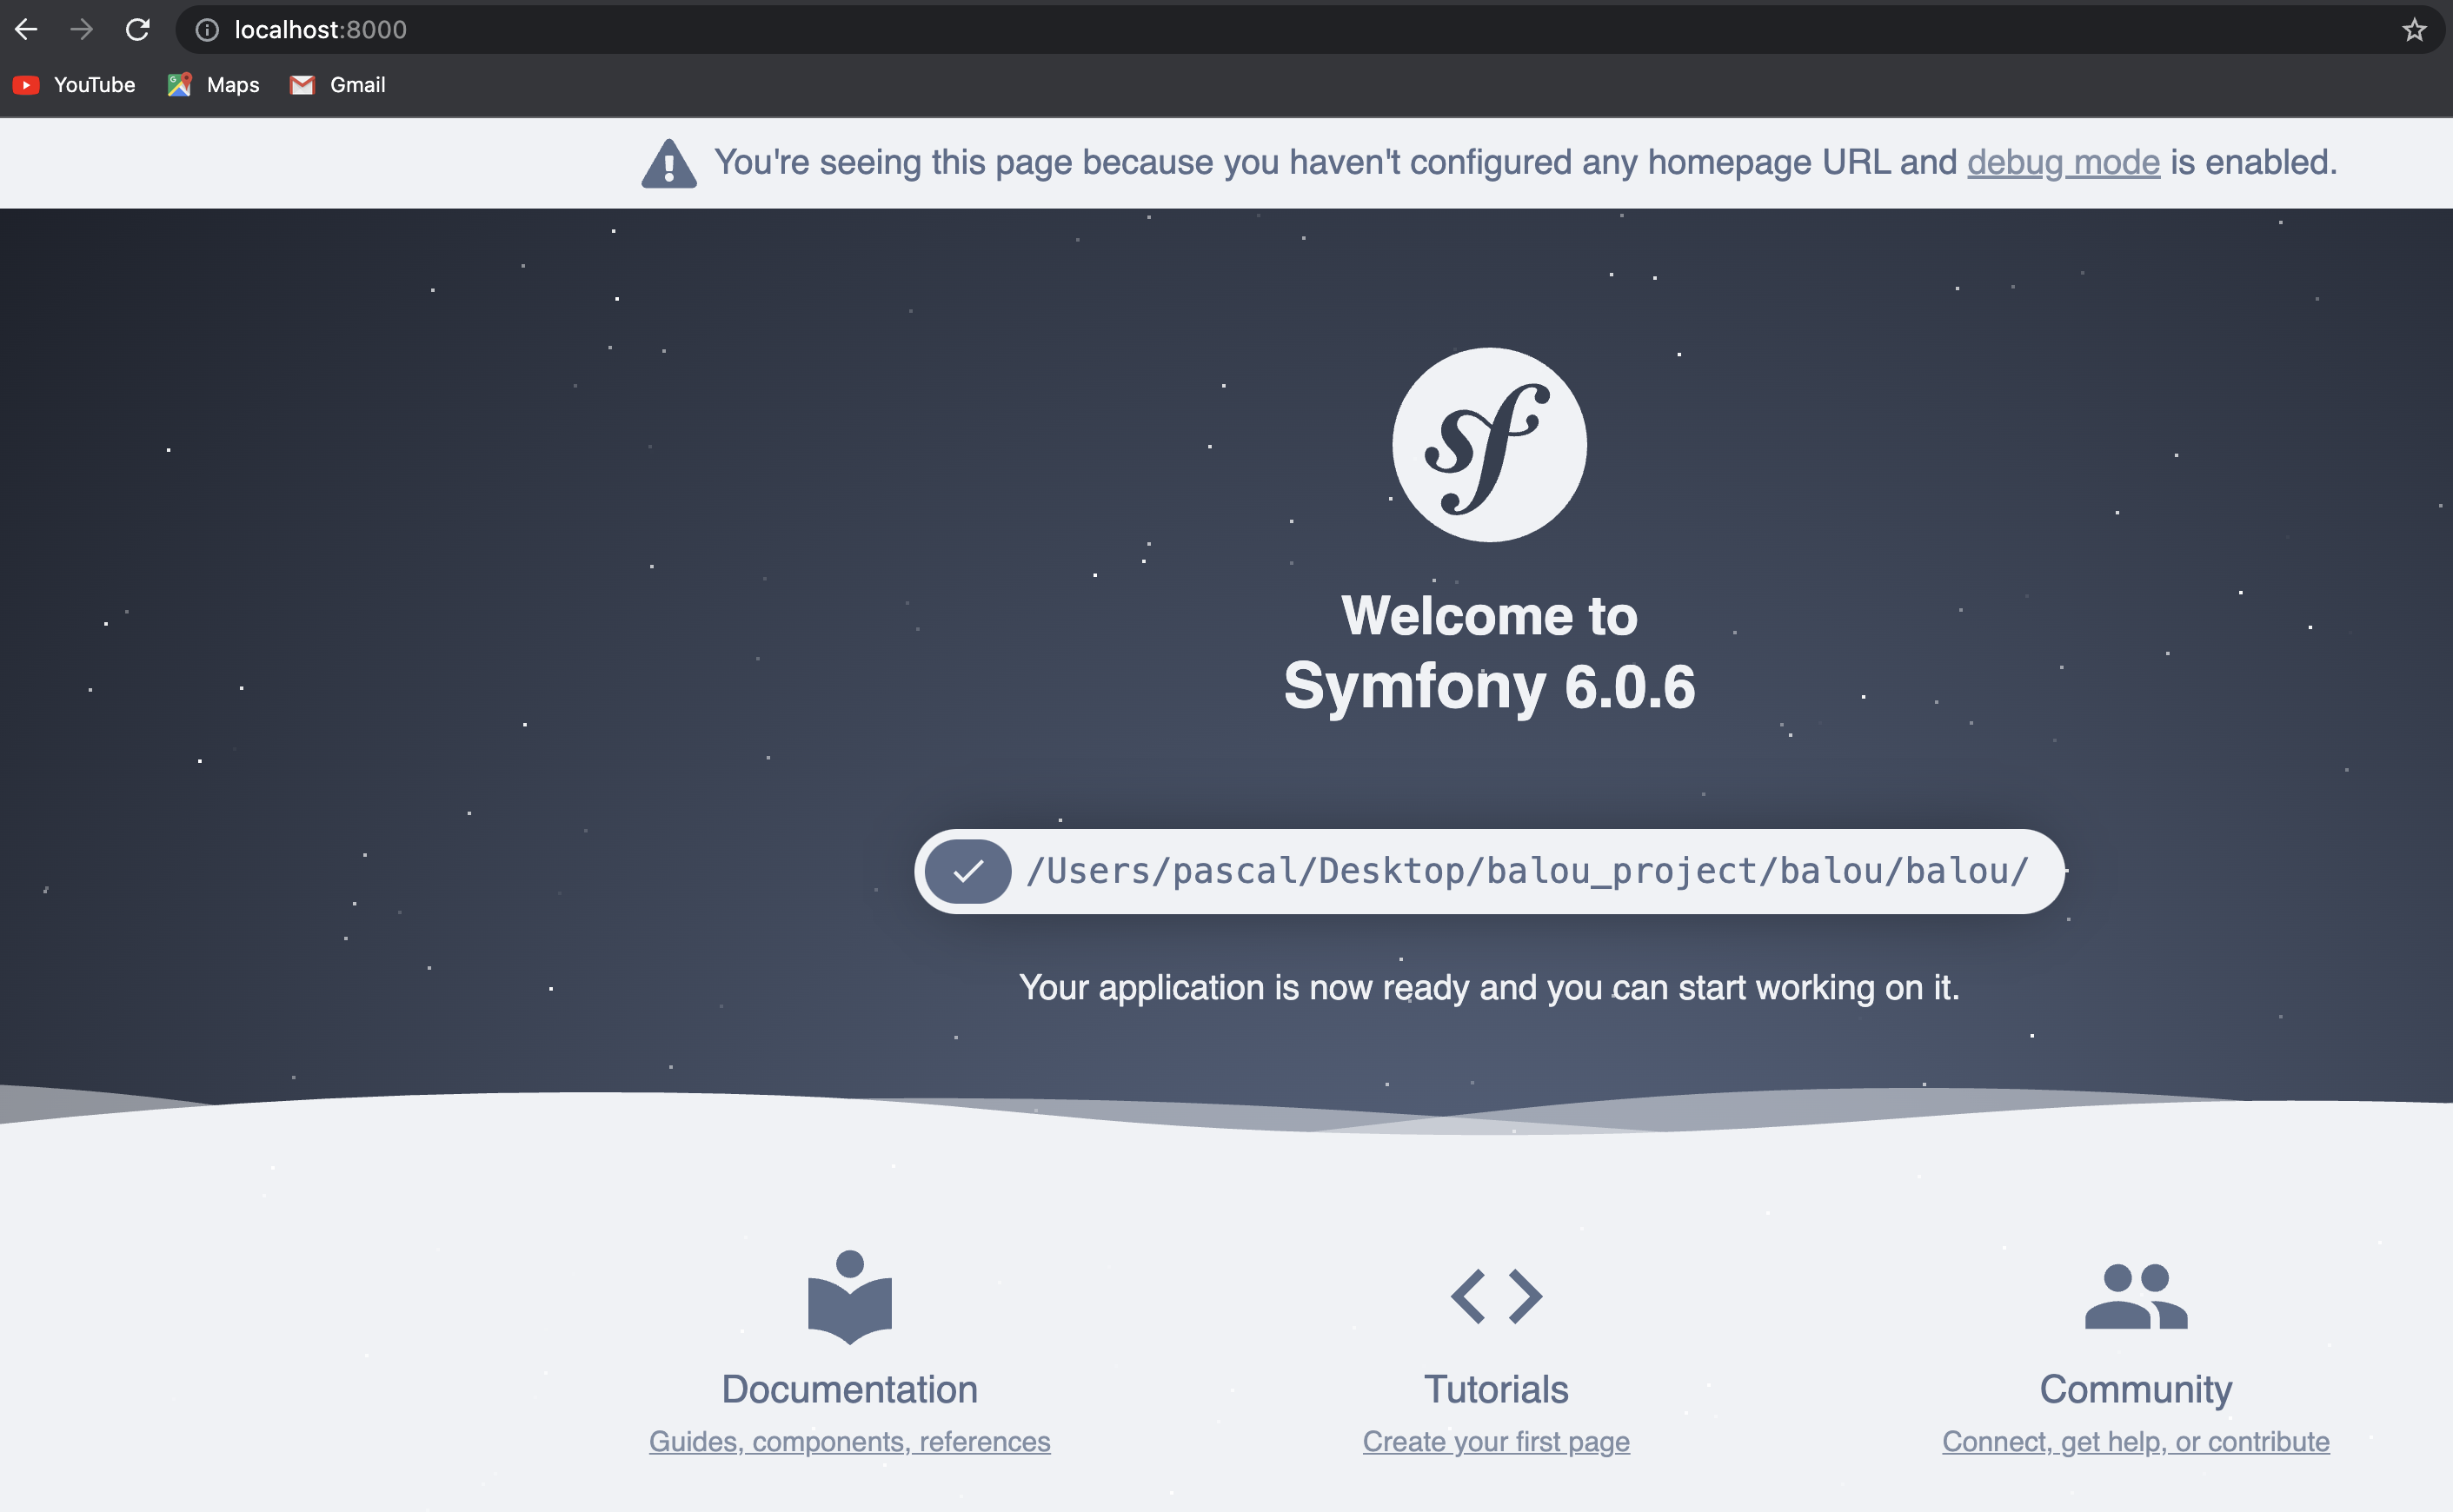 localhost:8000
YouTube Maps Gmail
You're seeing this page because you haven't configured any homepage URL and debug mode is enabled.
sf
Welcome to
Symfony 6.0.6
/Users/pascal/Desktop/balou_project/balou/balou/
Your application is now ready and you can start working on it.
Documentation Tutorials Community
Guides, components, references Create your first page Connect, get help, or contribute